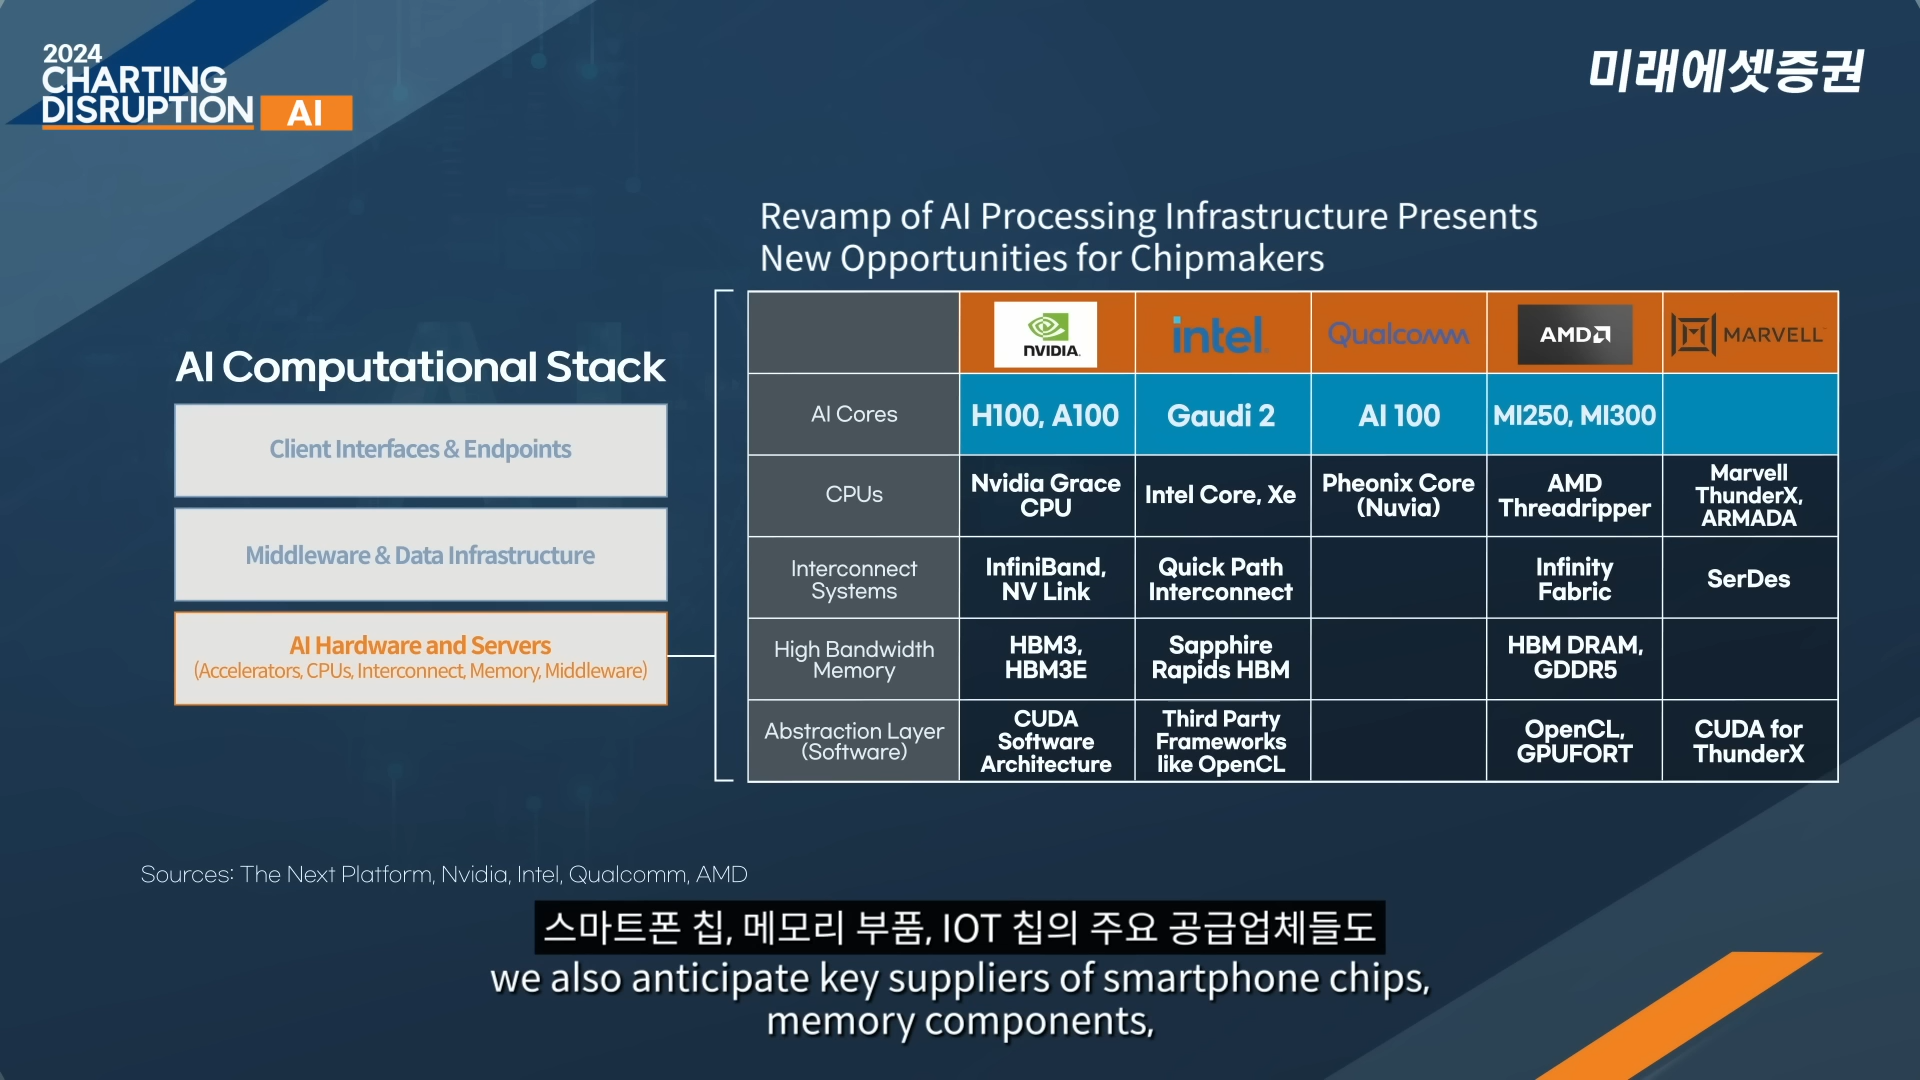 2024
CHARTING
DISRUPTION AI
미래에셋증권
Revamp of AI Processing Infrastructure Presents
New Opportunities for Chipmakers
AI Computational Stack
Client Interfaces & Endpoints
Middleware & Data Infrastructure
AI Hardware and Servers
(Accelerators, CPUs, Interconnect, Memory, Middleware)
NVIDIA. intel. Qualcomm AMD MARVELL™
AI Cores
H100, A100
Gaudi 2
AI 100
MI250, MI300
CPUs
Nvidia Grace
CPU
Intel Core, Xe
Pheonix Core
(Nuvia)
AMD
Threadripper
Marvell
ThunderX,
ARMADA
Interconnect
Systems
InfiniBand,
NV Link
Quick Path
Interconnect
Infinity
Fabric
SerDes
High Bandwidth
Memory
HBM3,
HBM3E
Sapphire
Rapids HBM
HBM DRAM,
GDDR5
Abstraction Layer
(Software)
CUDA
Software
Architecture
Third Party
Frameworks
like OpenCL
OpenCL,
GPUFORT
CUDA for
ThunderX
Sources: The Next Platform, Nvidia, Intel, Qualcomm, AMD
스마트폰 칩, 메모리 부품, IOT 칩의 주요 공급업체들도
we also anticipate key suppliers of smartphone chips,
memory components,